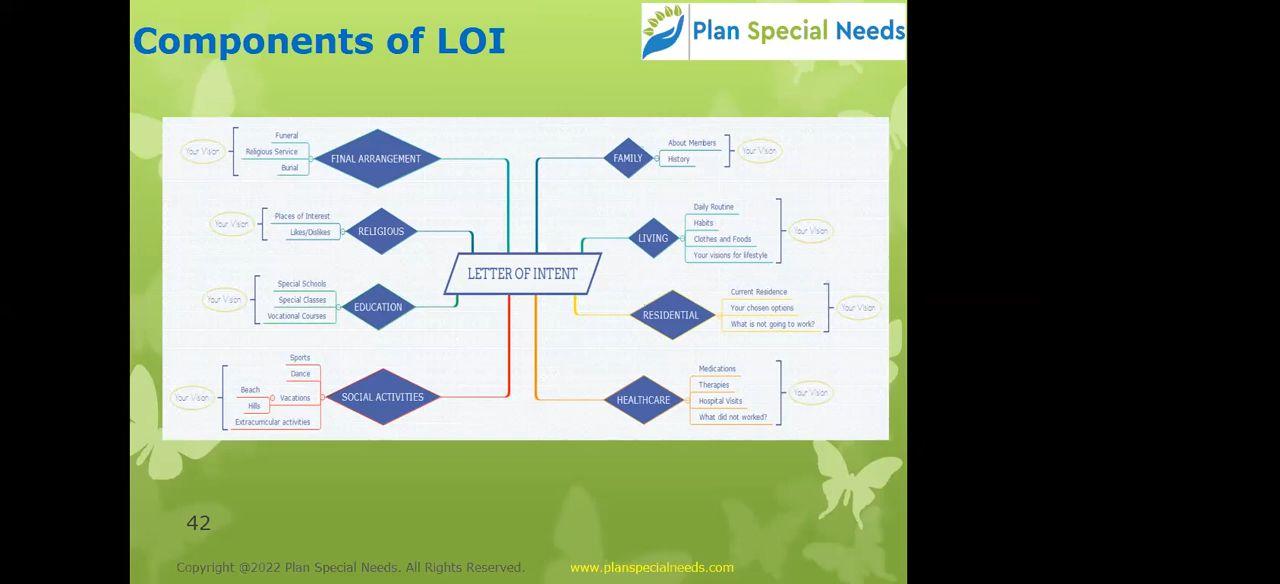 Components of LOI
Plan Special Needs
Your Vision
Funeral
Religious Service
Burial
FINAL ARRANGEMENT
Your Vision
Places of Interest
Likes/Dislikes
RELIGIOUS
Your Vision
Special Schools
Special Classes
Vocational Courses
EDUCATION
Your Vision
Sports
Dance
Beach
Hills
Vacations
Extracurricular activities
SOCIAL ACTIVITIES
LETTER OF INTENT
FAMILY
About Members
History
Your Vision
LIVING
Daily Routine
Habits
Clothes and Foods
Your visions for lifestyle
Your Vision
RESIDENTIAL
Current Residence
Your chosen options
What is not going to work?
Your Vision
HEALTHCARE
Medications
Therapies
Hospital Visits
What did not worked?
Your Vision
42
Copyright @2022 Plan Special Needs. All Rights Reserved.
www.planspecialneeds.com